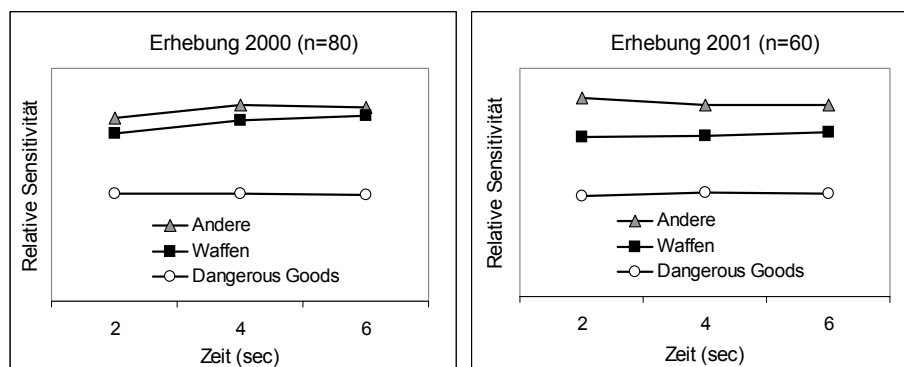 Erhebung 2000 (n=80)
Relative Sensitivität
Andere
Waffen
Dangerous Goods
2 4 6
Zeit (sec)
Erhebung 2001 (n=60)
Relative Sensitivität
Andere
Waffen
Dangerous Goods
2 4 6
Zeit (sec)